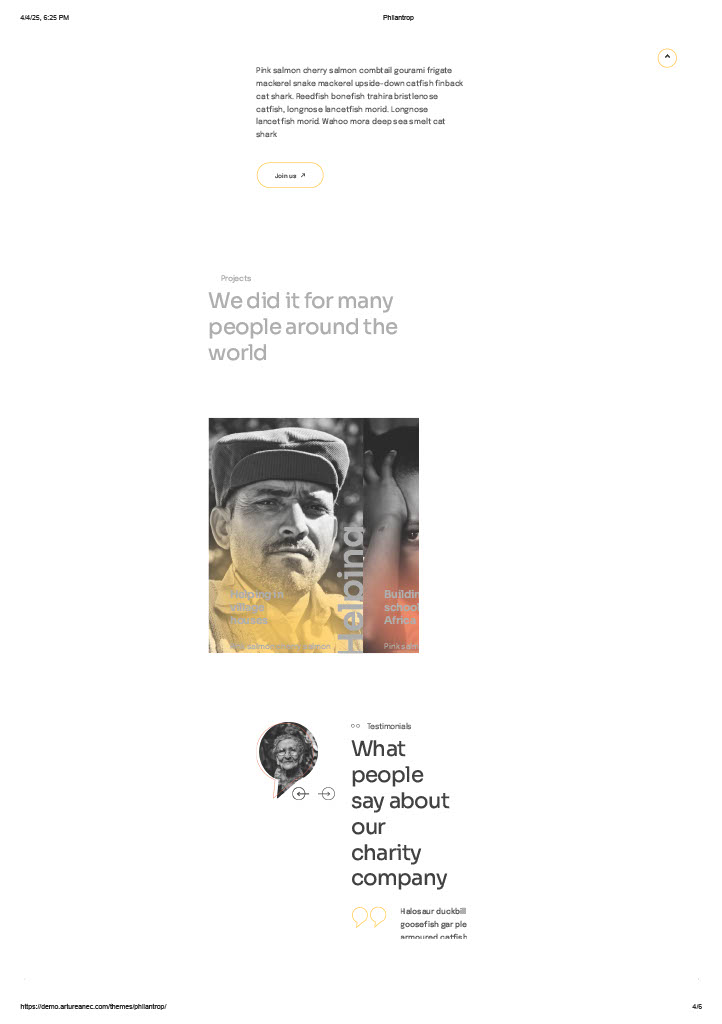 4/4/25, 6:25 PM
Philantrop
Pink salmon cherry salmon combtail gourami frigate
mackerel snake mackerel upside-down catfish finback
cat shark. Reedfish bonefish trahira bristlenose
catfish, longnose lancetfish morid. Longnose
lancetfish morid. Wahoo mora deep sea smelt cat
shark
Join us
Projects
We did it for many
people around the
world
Helping
Helping in
village
houses
Pink salmon cherry salmon
Buildin
school
Africa
Pink sal
Testimonials
What
people
say about
our
charity
company
Halosaur duckbill
goosefish gar ple
armoured catfish
https://demo.artureanec.com/themes/philantrop/
4/6